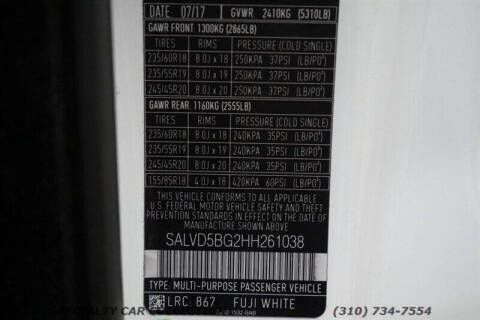 DATE: 07/17 GVWR 2410KG (5310LB)
GAWR FRONT 1300KG (2865LB)
TIRES RIMS PRESSURE (COLD SINGLE)
235/60R18 8.0J x 18 250KPA 37PSI (LB/PO²)
235/55R19 8.0J x 19 250KPA 37PSI (LB/PO²)
245/45R20 8.0J x 20 250KPA 37PSI (LB/PO²)
GAWR REAR: 1160KG (2555LB)
TIRES RIMS PRESSURE (COLD SINGLE)
235/60R18 8.0J x 18 240KPA 35PSI (LB/PO²)
235/55R19 8.0J x 19 240KPA 35PSI (LB/PO²)
245/45R20 8.0J x 20 240KPA 35PSI (LB/PO²)
155/85R18 4.0J x 18 420KPA 60PSI (LB/PO²)
THIS VEHICLE CONFORMS TO ALL APPLICABLE
U.S. FEDERAL MOTOR VEHICLE SAFETY AND
THEFT PREVENTION STANDARDS IN EFFECT ON
THE DATE OF MANUFACTURE SHOWN ABOVE.
SALVD5BG2HH261038
TYPE: MULTI-PURPOSE PASSENGER VEHICLE
LRC: 867 FUJI WHITE
CAR
(310) 734-7554